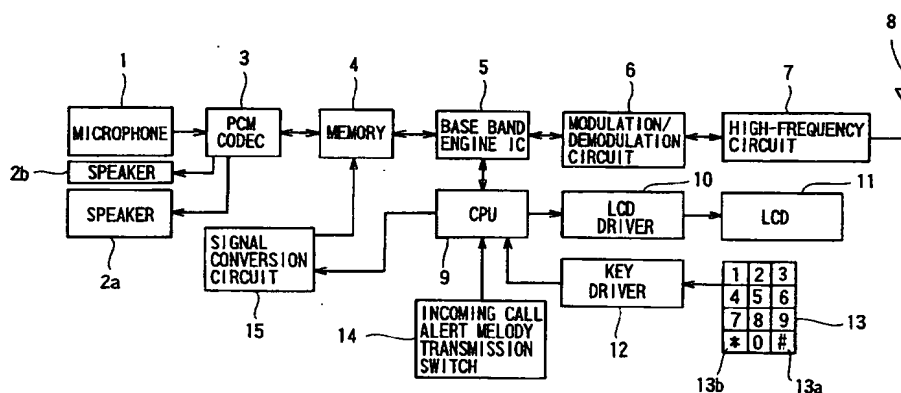 8
1
3
4
5
6
7
MICROPHONE
PCM
CODEC
MEMORY
BASE BAND
ENGINE IC
MODULATION/
DEMODULATION
CIRCUIT
HIGH-FREQUENCY
CIRCUIT
2b
SPEAKER
SPEAKER
2a
10
11
CPU
LCD
DRIVER
LCD
9
SIGNAL
CONVERSION
CIRCUIT
15
KEY
DRIVER
12
1 2 3
4 5 6
7 8 9
* 0 #
13
14
INCOMING CALL
ALERT MELODY
TRANSMISSION
SWITCH
13b
13a